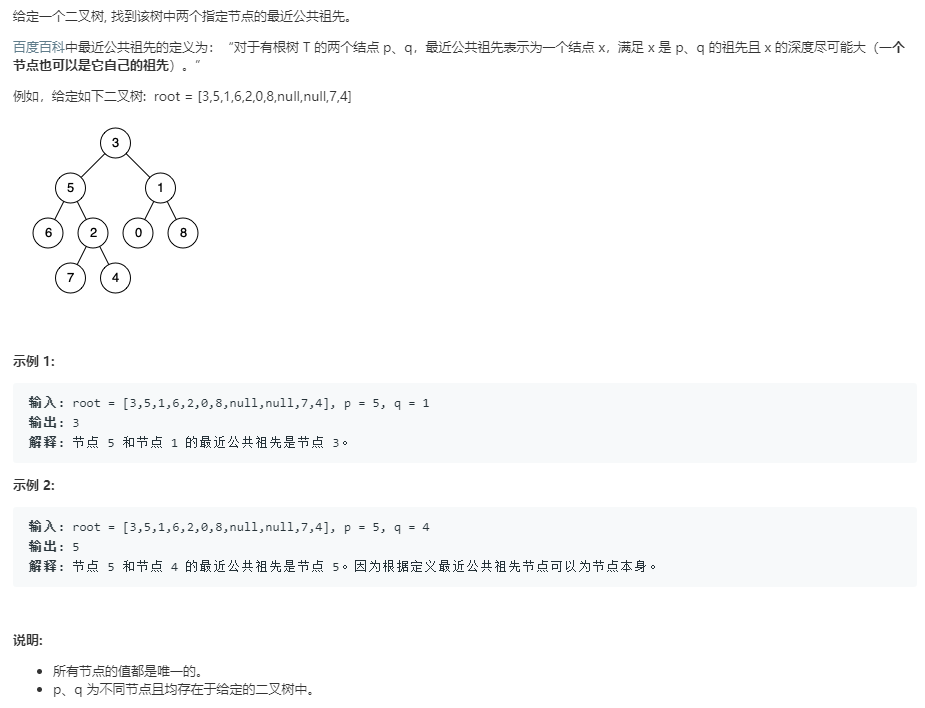 给定一个二叉树, 找到该树中两个指定节点的最近公共祖先。
百度百科中最近公共祖先的定义为：“对于有根树 T 的两个结点 p、q，最近公共祖先表示为一个结点 x，满足 x 是 p、q 的祖先且 x 的深度尽可能大（一个
节点也可以是它自己的祖先）。”
例如，给定如下二叉树: root = [3,5,1,6,2,0,8,null,null,7,4]
3
5 1
6 2 0 8
7 4
示例 1:
输入: root = [3,5,1,6,2,0,8,null,null,7,4], p = 5, q = 1
输出: 3
解释: 节点 5 和节点 1 的最近公共祖先是节点 3。
示例 2:
输入: root = [3,5,1,6,2,0,8,null,null,7,4], p = 5, q = 4
输出: 5
解释: 节点 5 和节点 4 的最近公共祖先是节点 5。因为根据定义最近公共祖先节点可以为节点本身。
说明:
• 所有节点的值都是唯一的。
• p、q 为不同节点且均存在于给定的二叉树中。